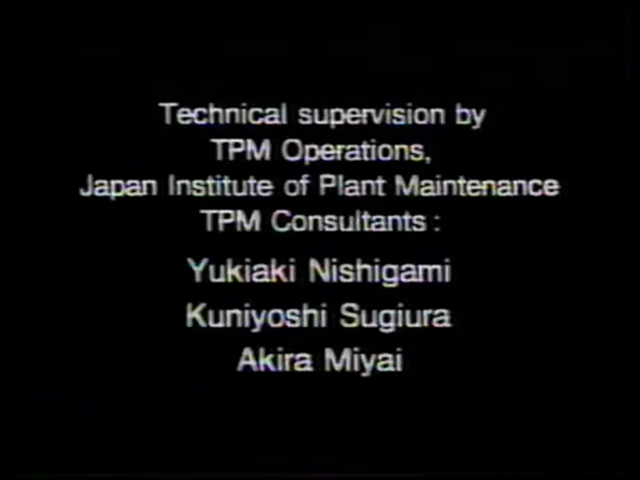 Technical supervision by
TPM Operations,
Japan Institute of Plant Maintenance
TPM Consultants :
Yukiaki Nishigami
Kuniyoshi Sugiura
Akira Miyai